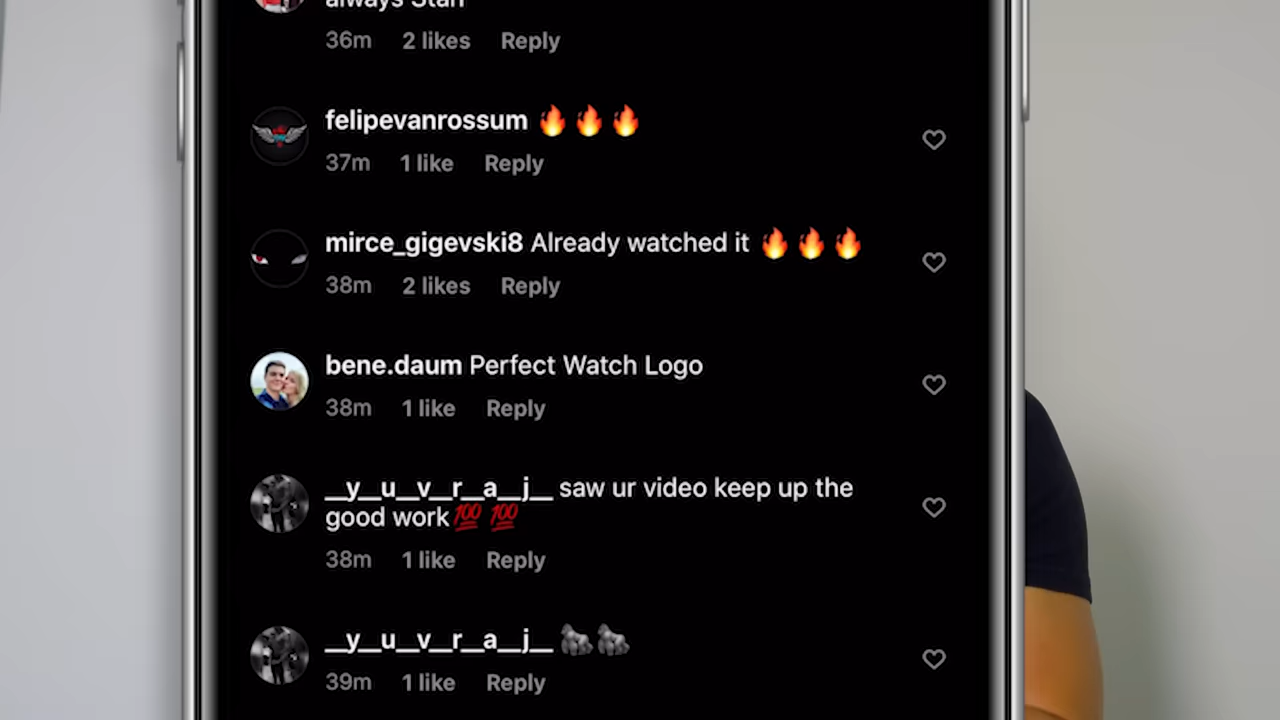 always Stan
36m 2 likes Reply
felipevanrossum 🔥🔥🔥
37m 1 like Reply
mirce_gigevski8 Already watched it 🔥🔥🔥
38m 2 likes Reply
bene.daum Perfect Watch Logo
38m 1 like Reply
__y__u__v__r__a__j__ saw ur video keep up the
good work💯💯
38m 1 like Reply
__y__u__v__r__a__j__ 🦍🦍
39m 1 like Reply